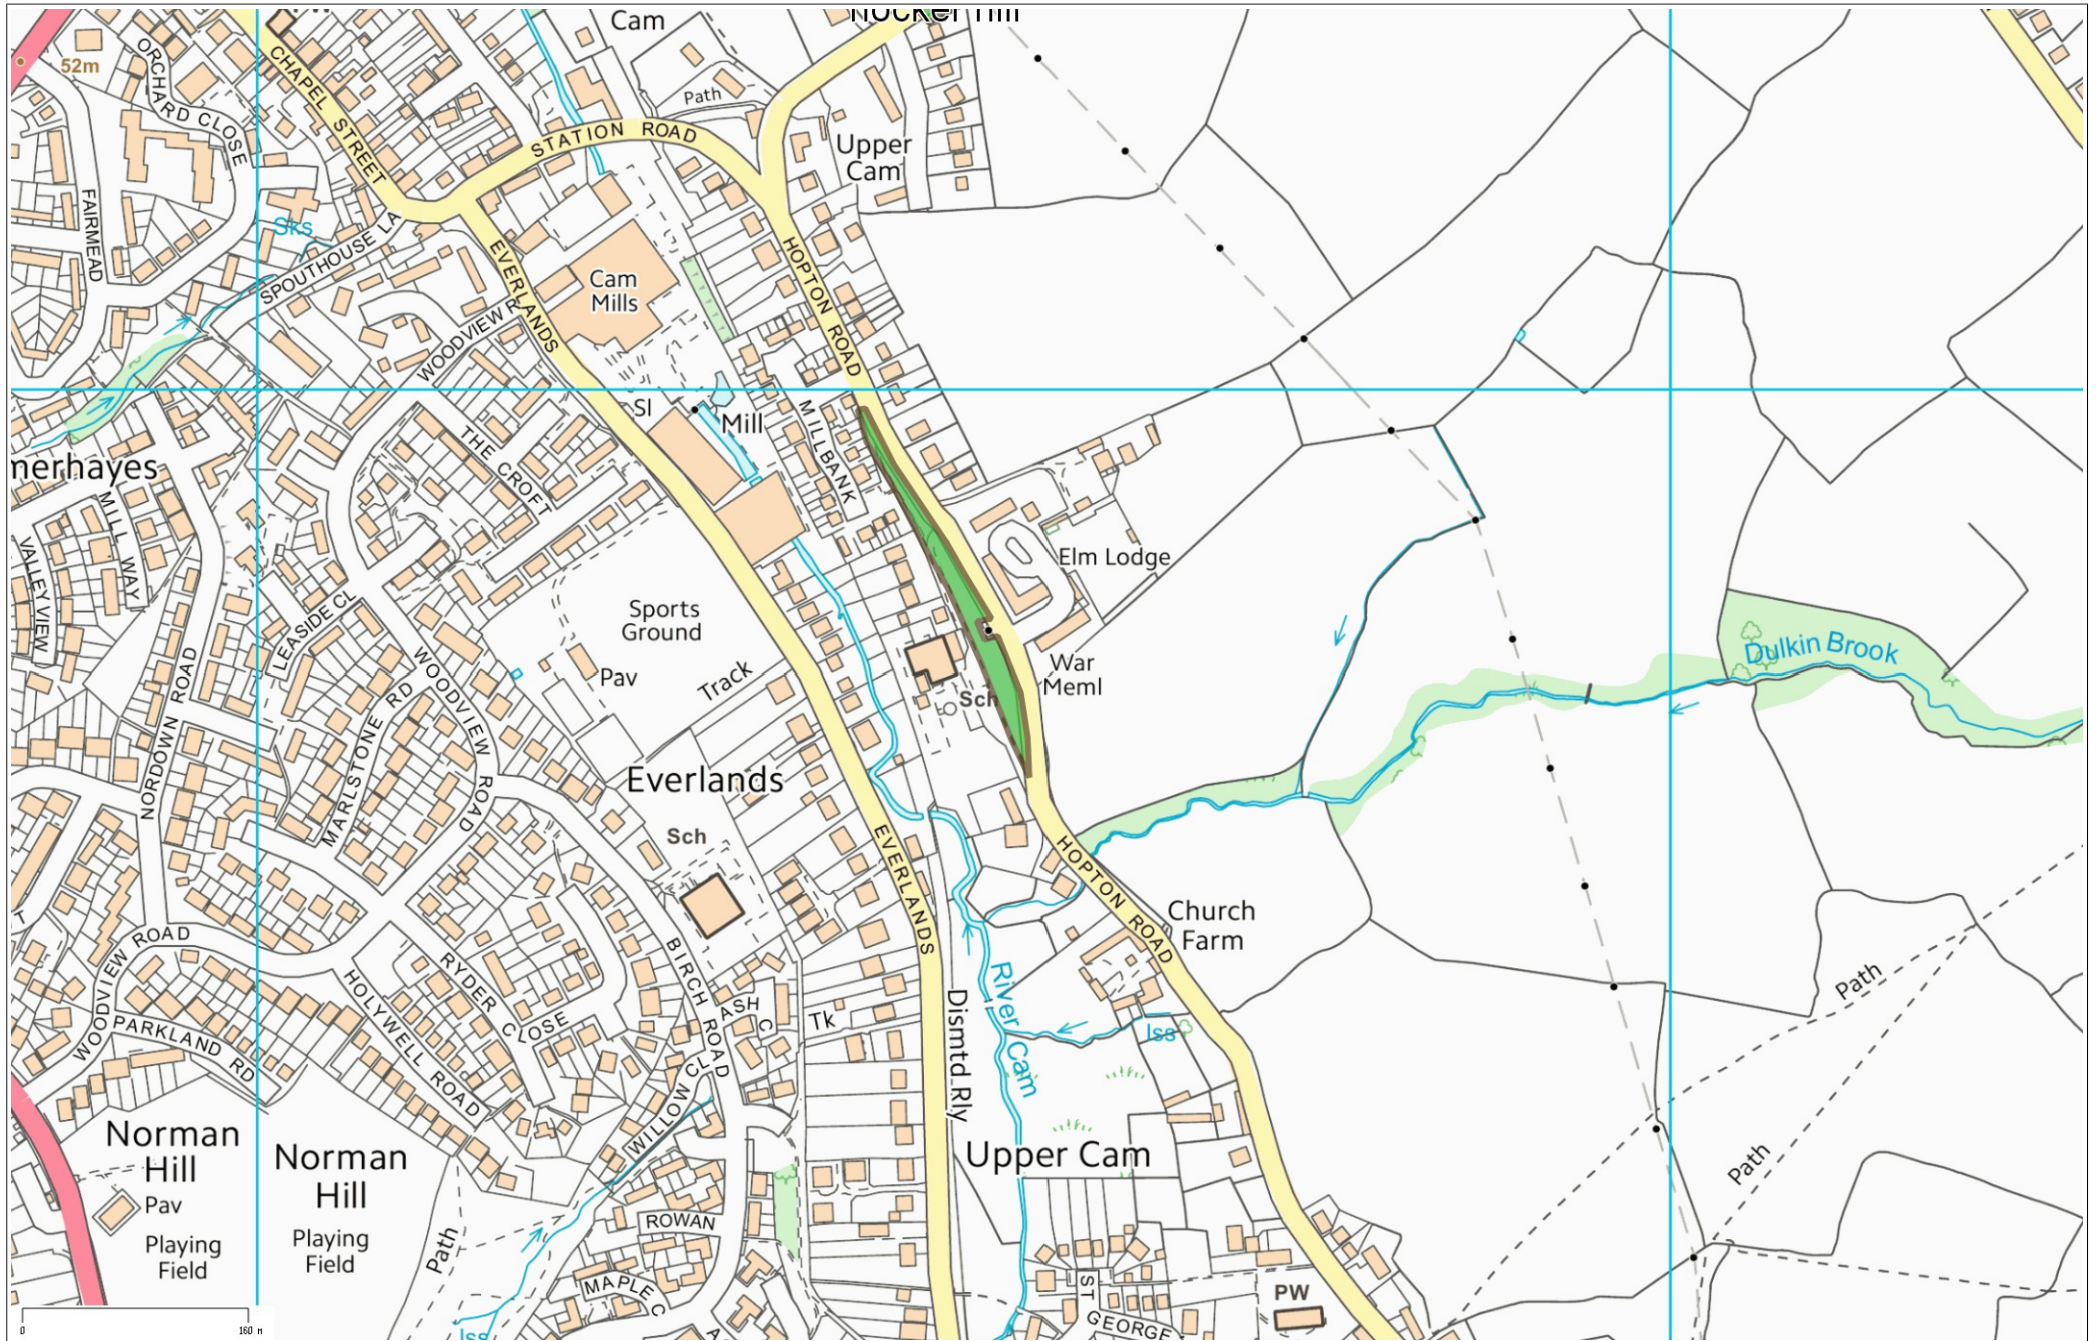 Cam
52m
ORCHARD CLOSE
CHAPEL STREET
Path
STATION ROAD
Upper
Cam
FAIRMEAD
Sks
SPOUTHOUSE LA
EVERLANDS
Cam
Mills
HOPTON ROAD
WOODVIEW R
Sl
Mill
MILLBANK
merhayes
THE CROFT
MILL WAY
VALLEY VIEW
Elm Lodge
Sports
Ground
LEASIDE CL
Pav
Track
War
Meml
Sch
Dulkin Brook
NORDOWN ROAD
MARLSTONE RD
WOODVIEW ROAD
Everlands
Sch
EVERLANDS
HOPTON ROAD
Church
Farm
WOODVIEW ROAD
RYDER CLOSE
BIRCH ROAD
HOLYWELL ROAD
PARKLAND RD
ASH C
Tk
Dismtd Rly
River Cam
Iss
Path
WILLOW CL
Norman
Hill
Norman
Hill
Upper Cam
Path
Pav
Playing
Field
Playing
Field
Path
ROWAN
MAPLE C
Iss
ST GEORGE
PW
0
160 M